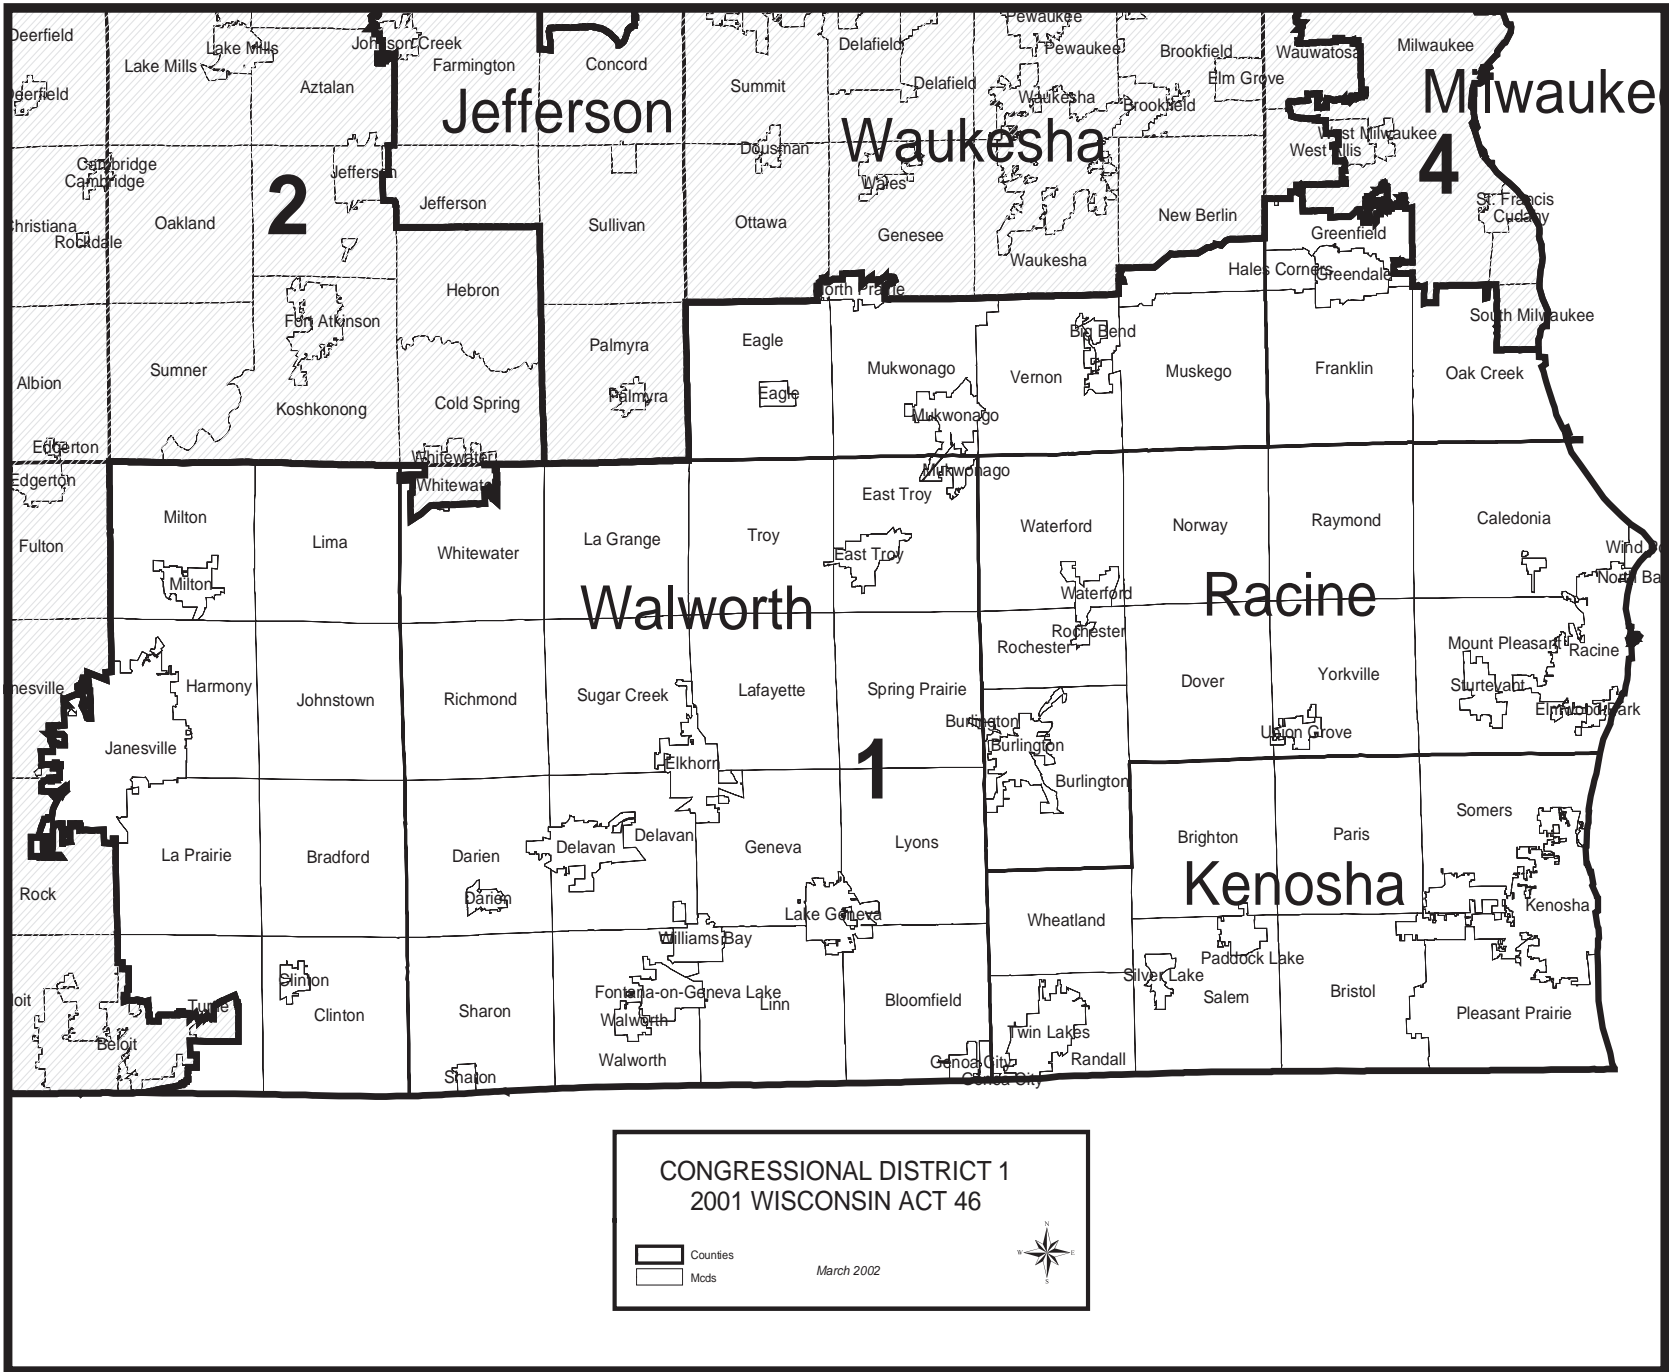 Deerfield
Lake Mills
Lake Mills
Johnson Creek
Farmington
Concord
Delafield
Pewaukee
Pewaukee
Brookfield
Wauwatosa
Milwaukee
Aztalan
Summit
Delafield
Waukesha
Elm Grove
Brookfield
Jefferson
Waukesha
Milwauke
Cambridge
Cambridge
Jefferson
2
Dousman
Wales
West Milwaukee
West Allis
4
Oakland
Rockdale
Jefferson
Sullivan
Ottawa
Genesee
New Berlin
St. Francis
Cudahy
Greenfield
Waukesha
Hales Corners
Greendale
Hebron
Fort Atkinson
South Milwaukee
Palmyra
Eagle
Mukwonago
Big Bend
Vernon
Muskego
Franklin
Oak Creek
Albion
Sumner
Koshkonong
Cold Spring
Palmyra
Eagle
Mukwonago
Edgerton
Edgerton
Whitewater
Mukwonago
East Troy
Milton
Lima
Whitewater
La Grange
Troy
Waterford
Norway
Raymond
Caledonia
Fulton
Milton
East Troy
Waterford
Walworth
Racine
Rochester
Rochester
Mount Pleasant
Racine
Harmony
Johnstown
Richmond
Sugar Creek
Lafayette
Spring Prairie
Dover
Yorkville
Sturtevant
Elmwood Park
Burlington
Burlington
Union Grove
Janesville
Elkhorn
1
Burlington
La Prairie
Bradford
Darien
Delavan
Delavan
Geneva
Lyons
Brighton
Paris
Somers
Rock
Darien
Lake Geneva
Wheatland
Kenosha
Kenosha
Williams Bay
Paddock Lake
Clinton
Clinton
Sharon
Fontana-on-Geneva Lake
Linn
Bloomfield
Silver Lake
Salem
Bristol
Pleasant Prairie
Beloit
Walworth
Walworth
Twin Lakes
Randall
Sharon
Genoa City
Genoa City
CONGRESSIONAL DISTRICT 1
2001 WISCONSIN ACT 46
Counties
Mcds
March 2002
N
W
E
S